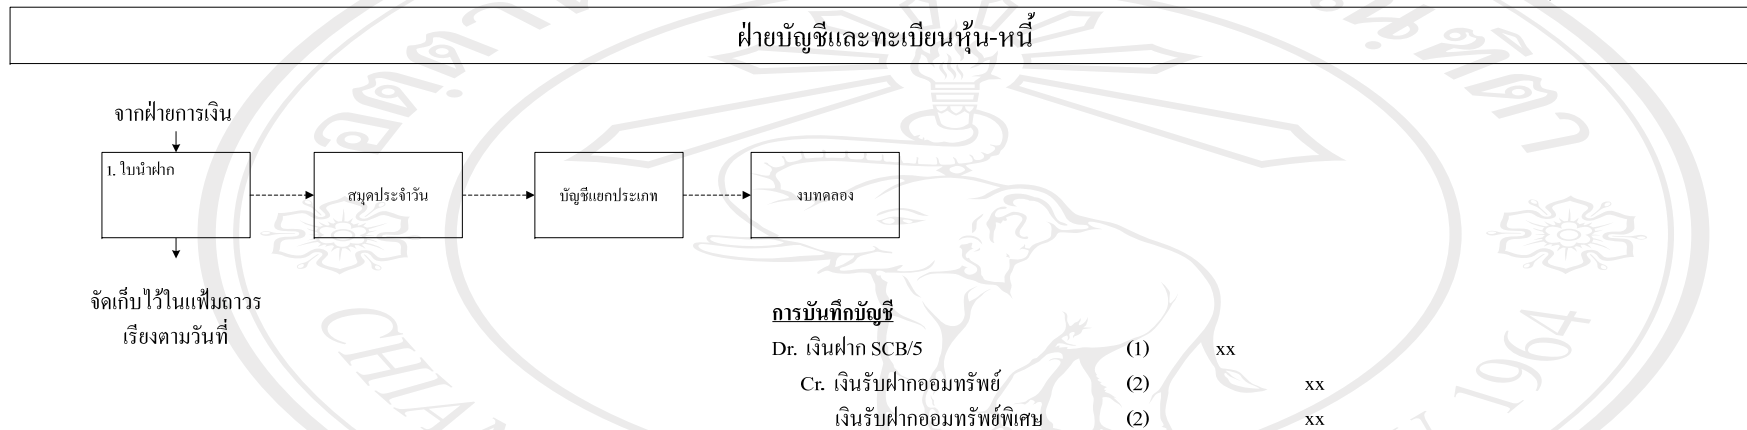 ฝ่ายบัญชีและทะเบียนหุ้น-หนี้
จากฝ่ายการเงิน
1. ใบนำฝาก
สมุดประจำวัน
บัญชีแยกประเภท
งบทดลอง
จัดเก็บไว้ในแฟ้มถาวร
เรียงตามวันที่
การบันทึกบัญชี
Dr. เงินฝาก SCB/5 (1) xx
Cr. เงินรับฝากออมทรัพย์ (2) xx
เงินรับฝากออมทรัพย์พิเศษ (2) xx
1964